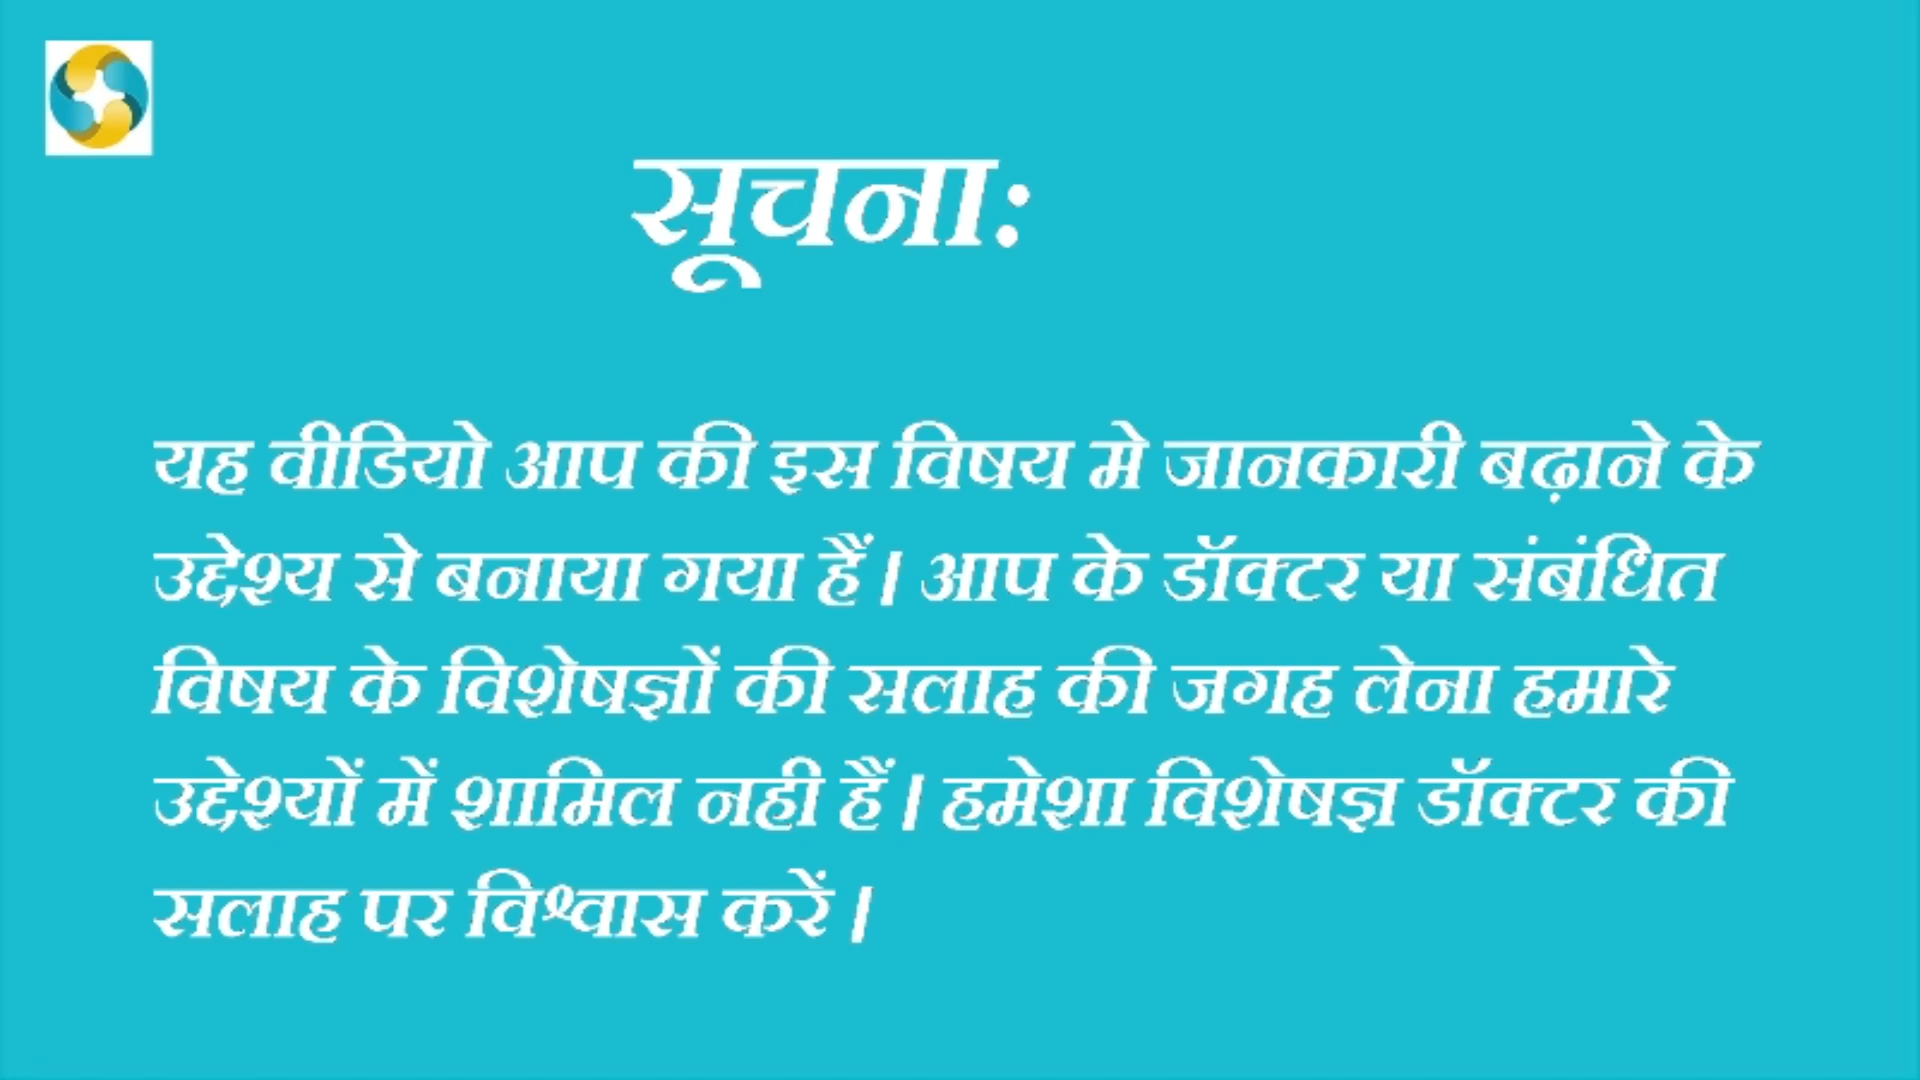 सूचना:
यह वीडियो आप की इस विषय मे जानकारी बढ़ाने के
उद्देश्य से बनाया गया हैं । आप के डॉक्टर या संबंधित
विषय के विशेषज्ञों की सलाह की जगह लेना हमारे
उद्देश्यों में शामिल नही हैं । हमेशा विशेषज्ञ डॉक्टर की
सलाह पर विश्वास करें ।